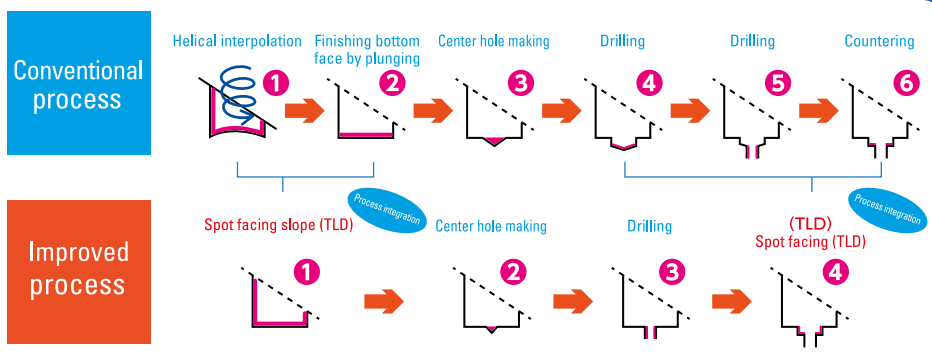 Conventional
process
Helical interpolation
Finishing bottom
face by plunging
Center hole making
Drilling
Drilling
Countering
1
2
3
4
5
6
Process integration
Process integration
Improved
process
Spot facing slope (TLD)
Center hole making
Drilling
(TLD)
Spot facing (TLD)
1
2
3
4